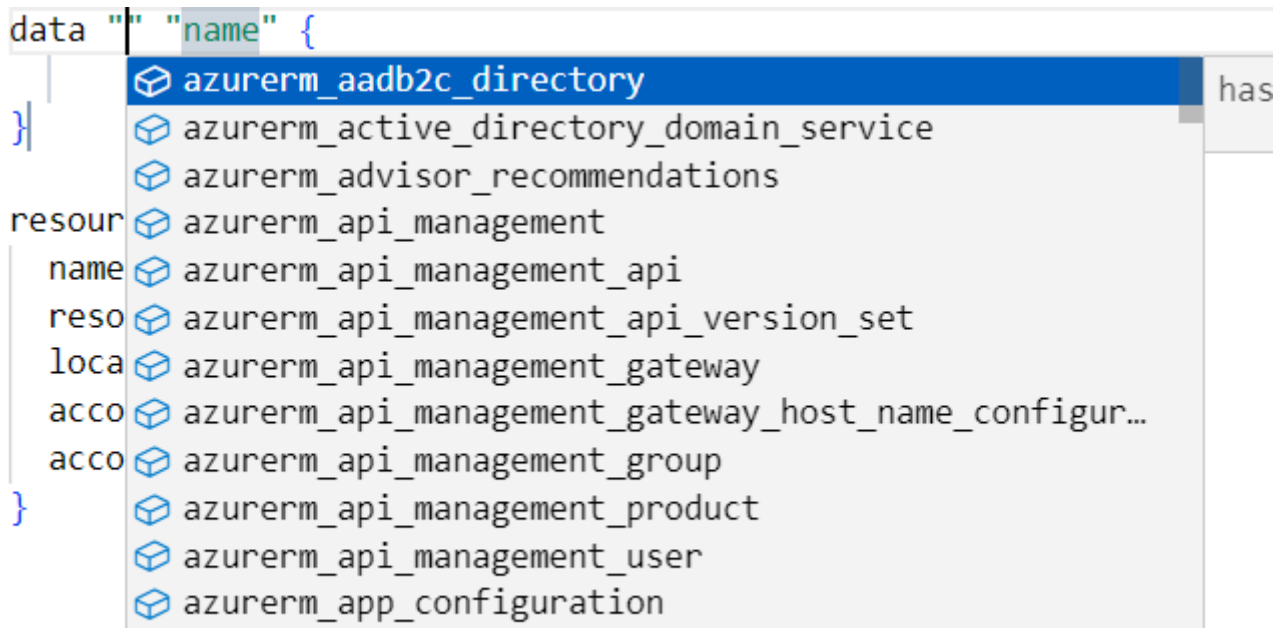 data "" "name" {
azurerm_aadb2c_directory
has
azurerm_active_directory_domain_service
}
azurerm_advisor_recommendations
resour
azurerm_api_management
name
azurerm_api_management_api
reso
azurerm_api_management_api_version_set
loca
azurerm_api_management_gateway
acco
azurerm_api_management_gateway_host_name_configur…
acco
azurerm_api_management_group
}
azurerm_api_management_product
azurerm_api_management_user
azurerm_app_configuration